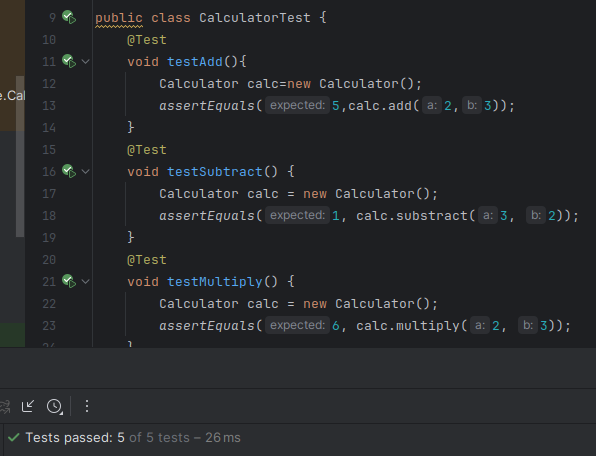 9 public class CalculatorTest {
10 @Test
11 void testAdd(){
12 Calculator calc=new Calculator();
e.Cal
13 assertEquals( expected: 5,calc.add( a: 2, b: 3));
14 }
15 @Test
16 void testSubtract() {
17 Calculator calc = new Calculator();
18 assertEquals( expected: 1, calc.substract( a: 3, b: 2));
19 }
20 @Test
21 void testMultiply() {
22 Calculator calc = new Calculator();
23 assertEquals( expected: 6, calc.multiply( a: 2, b: 3));
Tests passed: 5 of 5 tests – 26 ms